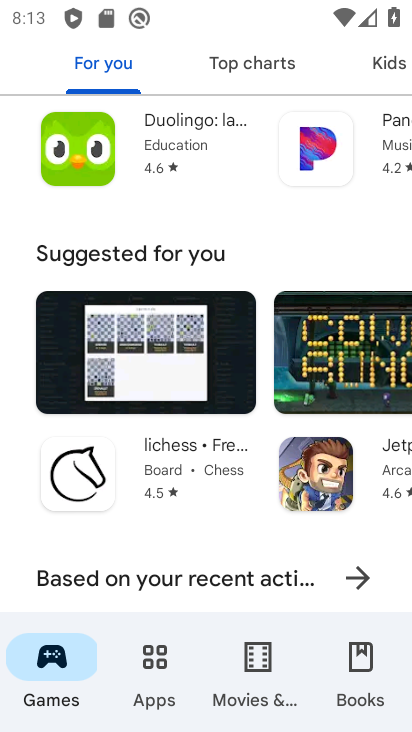 8:13
For you
Top charts
Kids
Duolingo: la...
Education
4.6 ★
Pan
Musi
4.2
Suggested for you
lichess • Fre...
Board • Chess
4.5 ★
Jetp
Arca
4.6
Based on your recent acti...
Games
Apps
Movies &...
Books